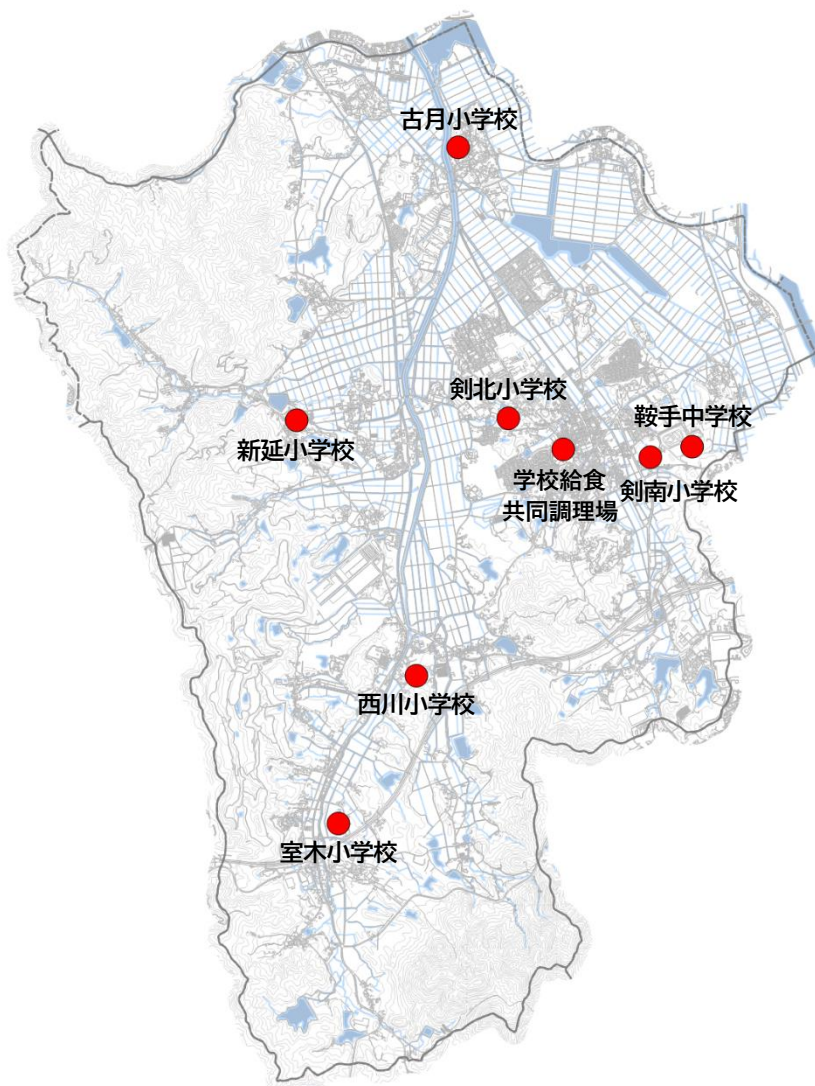 古月小学校
剣北小学校
鞍手中学校
新延小学校
学校給食
共同調理場
剣南小学校
西川小学校
室木小学校